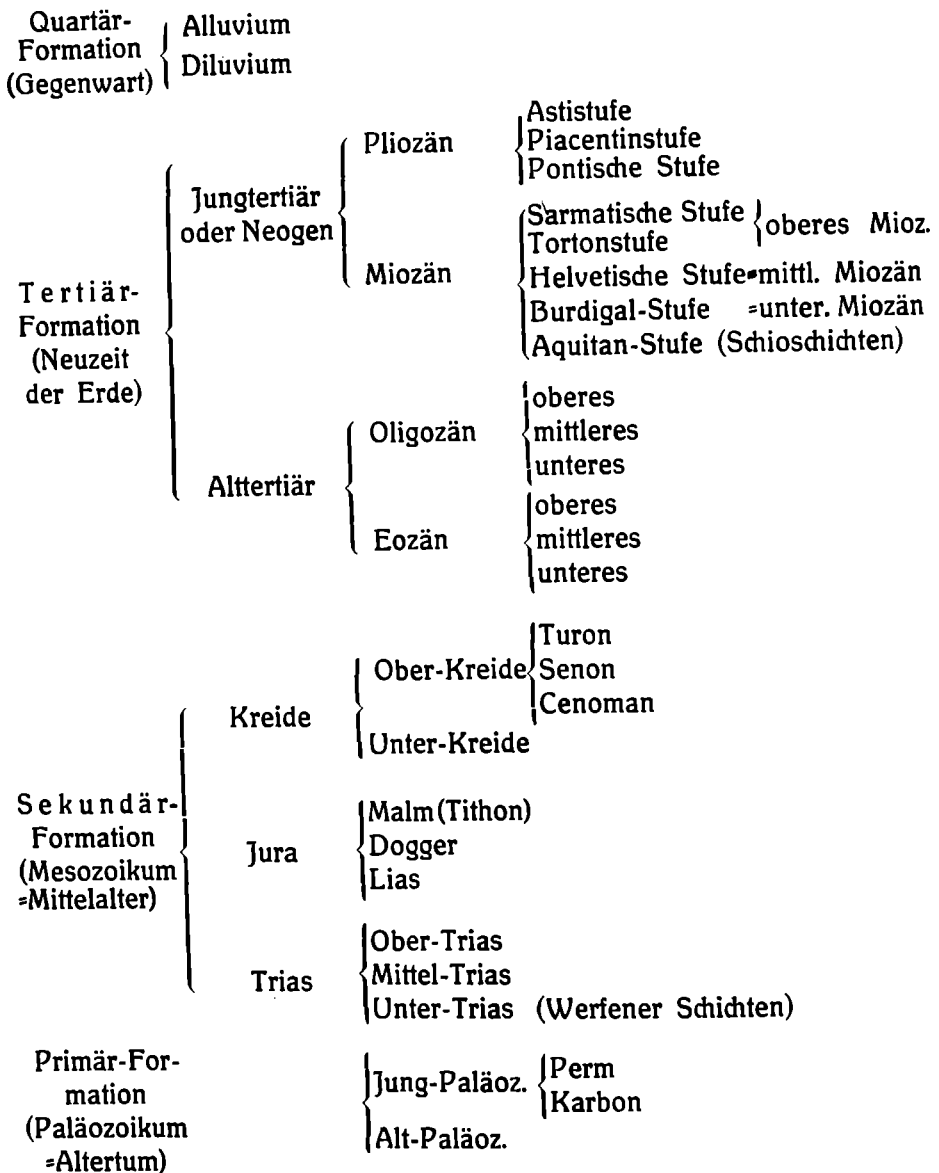 Quartär-
Formation
(Gegenwart)
Alluvium
Diluvium
Tertiär-
Formation
(Neuzeit
der Erde)
Jungtertiär
oder Neogen
Pliozän
Astistufe
Piacentinstufe
Pontische Stufe
Miozän
Sarmatische Stufe
Tortonstufe
oberes Mioz.
Helvetische Stufe=mittl. Miozän
Burdigal-Stufe =unter. Miozän
Aquitan-Stufe (Schioschichten)
Alttertiär
Oligozän
oberes
mittleres
unteres
Eozän
oberes
mittleres
unteres
Sekundär-
Formation
(Mesozoikum
=Mittelalter)
Kreide
Ober-Kreide
Turon
Senon
Cenoman
Unter-Kreide
Jura
Malm (Tithon)
Dogger
Lias
Trias
Ober-Trias
Mittel-Trias
Unter-Trias (Werfener Schichten)
Primär-For-
mation
(Paläozoikum
=Altertum)
Jung-Paläoz.
Perm
Karbon
Alt-Paläoz.